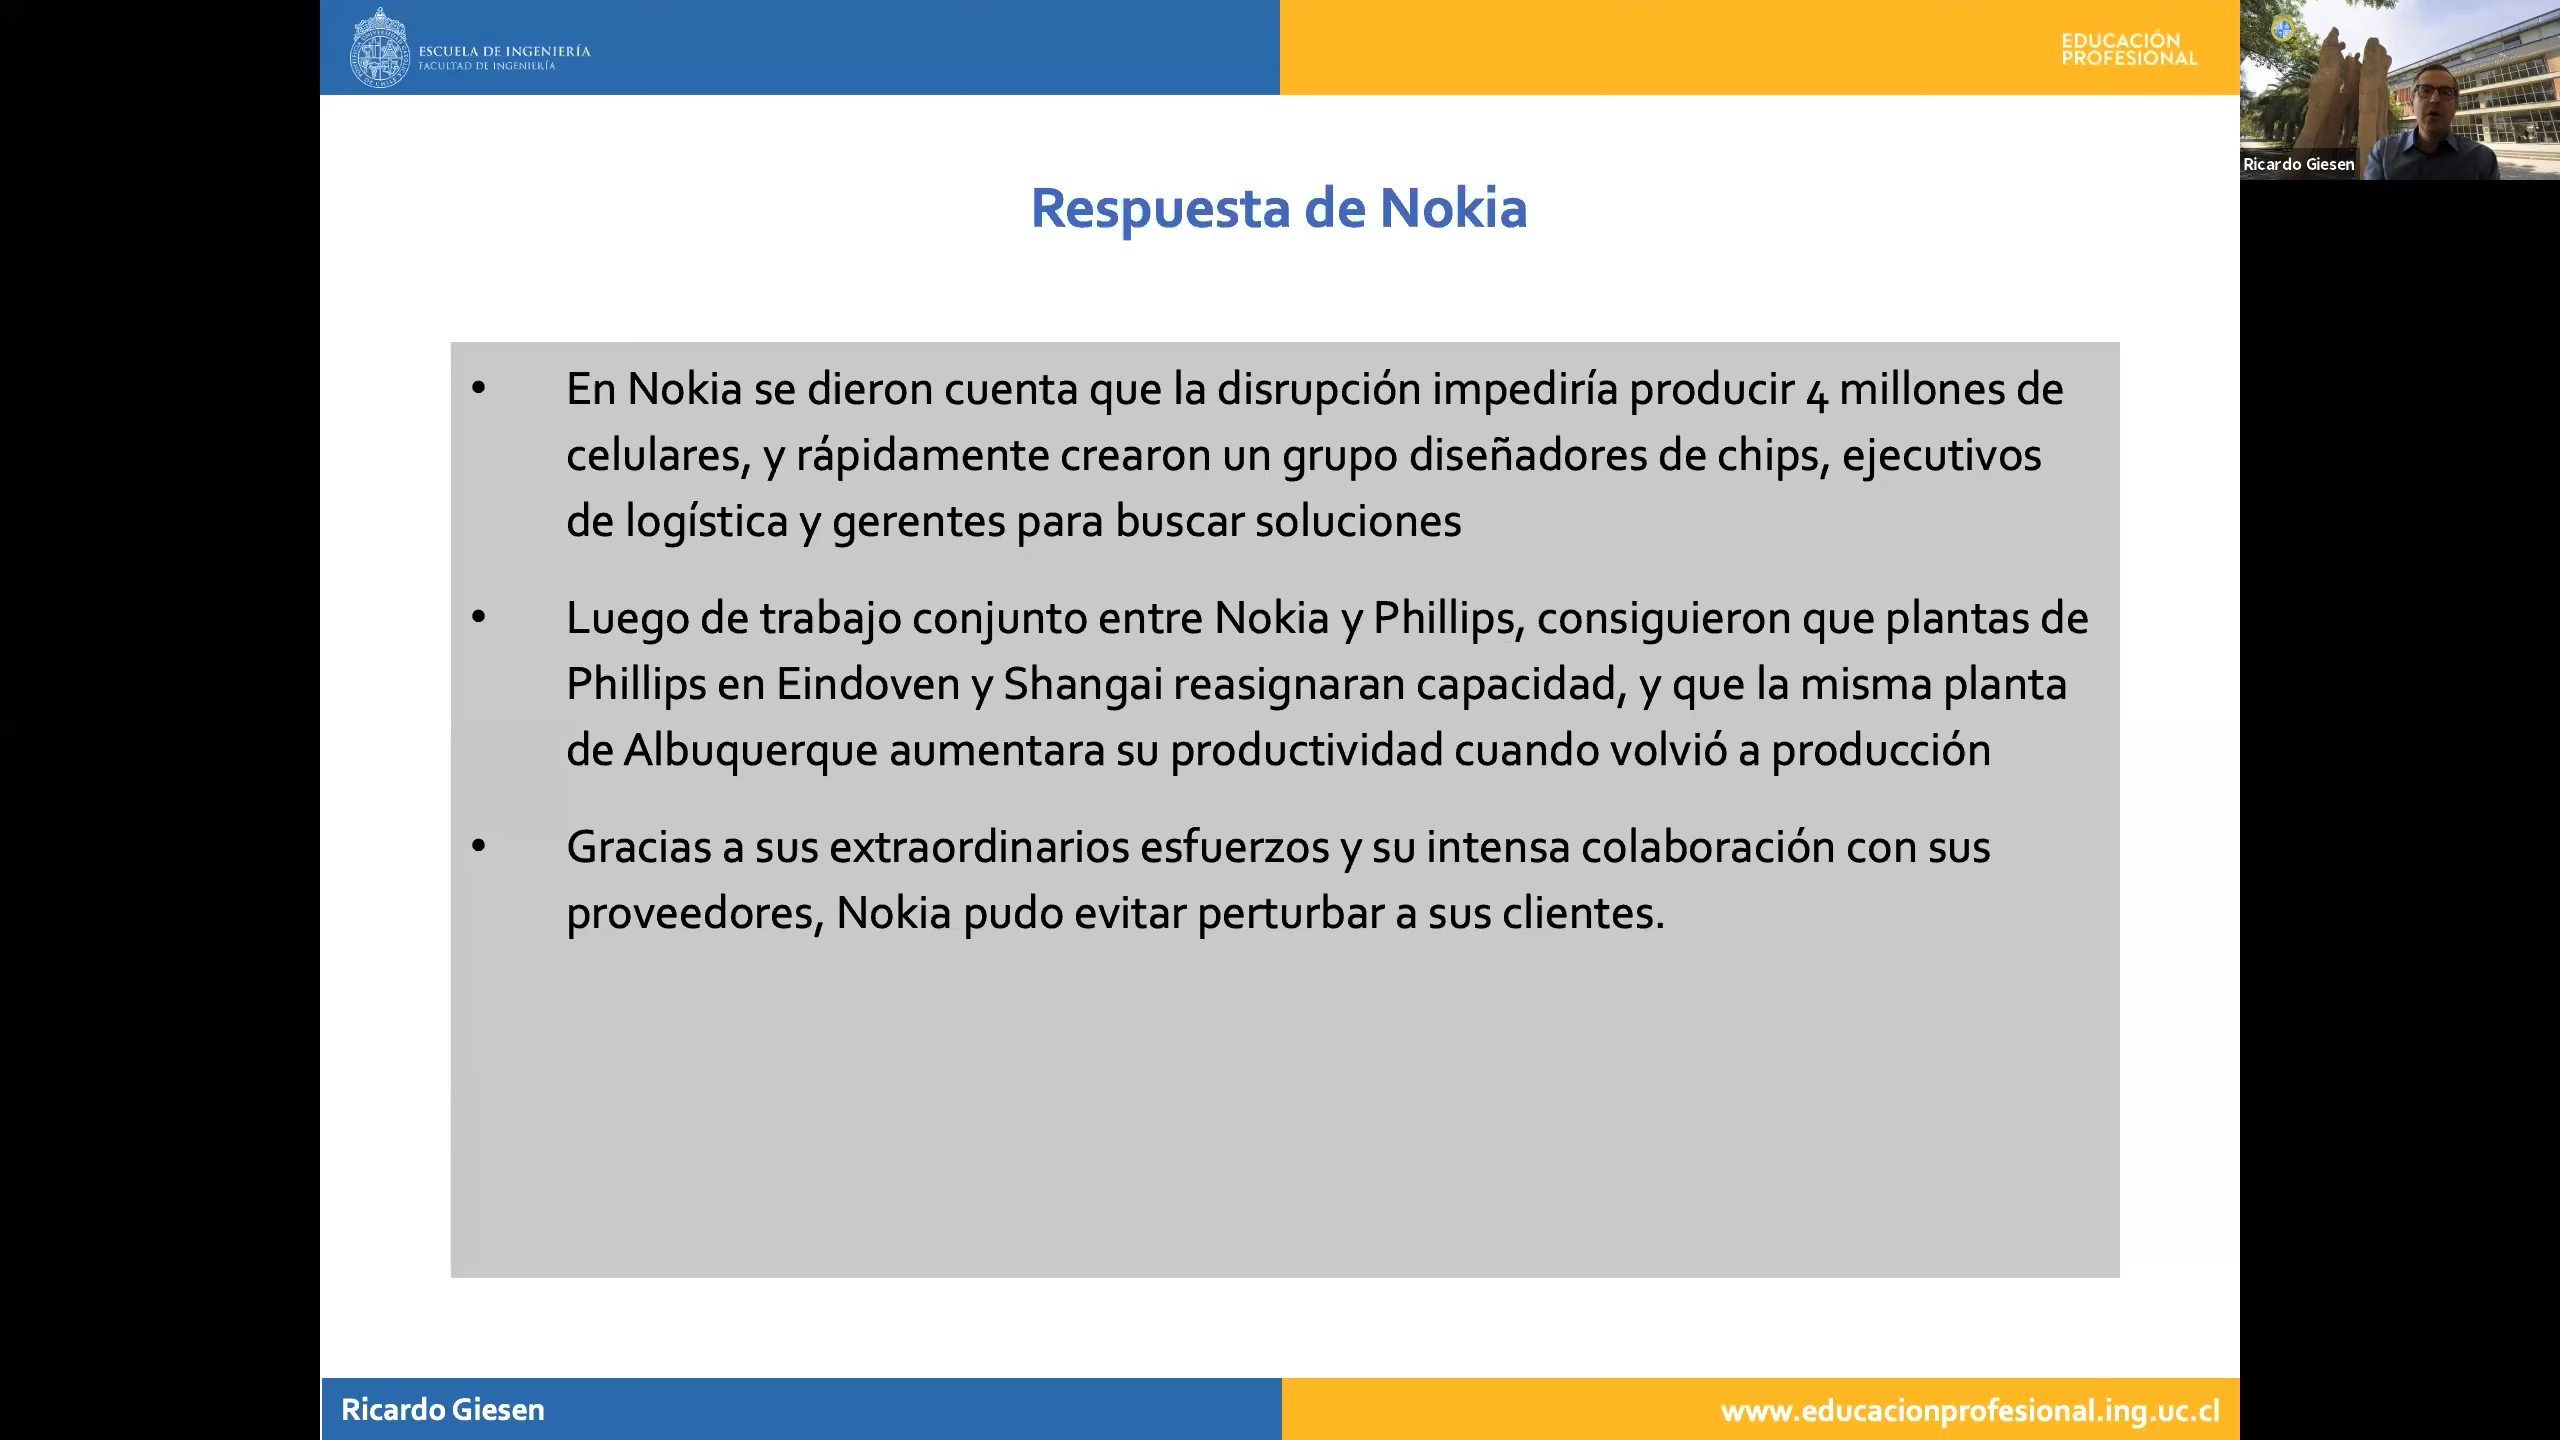 ESCUELA DE INGENIERÍA
FACULTAD DE INGENIERÍA
EDUCACIÓN
PROFESIONAL
Ricardo Giesen
Respuesta de Nokia
• En Nokia se dieron cuenta que la disrupción impediría producir 4 millones de
celulares, y rápidamente crearon un grupo diseñadores de chips, ejecutivos
de logística y gerentes para buscar soluciones
• Luego de trabajo conjunto entre Nokia y Phillips, consiguieron que plantas de
Phillips en Eindoven y Shangai reasignaran capacidad, y que la misma planta
de Albuquerque aumentara su productividad cuando volvió a producción
• Gracias a sus extraordinarios esfuerzos y su intensa colaboración con sus
proveedores, Nokia pudo evitar perturbar a sus clientes.
Ricardo Giesen
www.educacionprofesional.ing.uc.cl